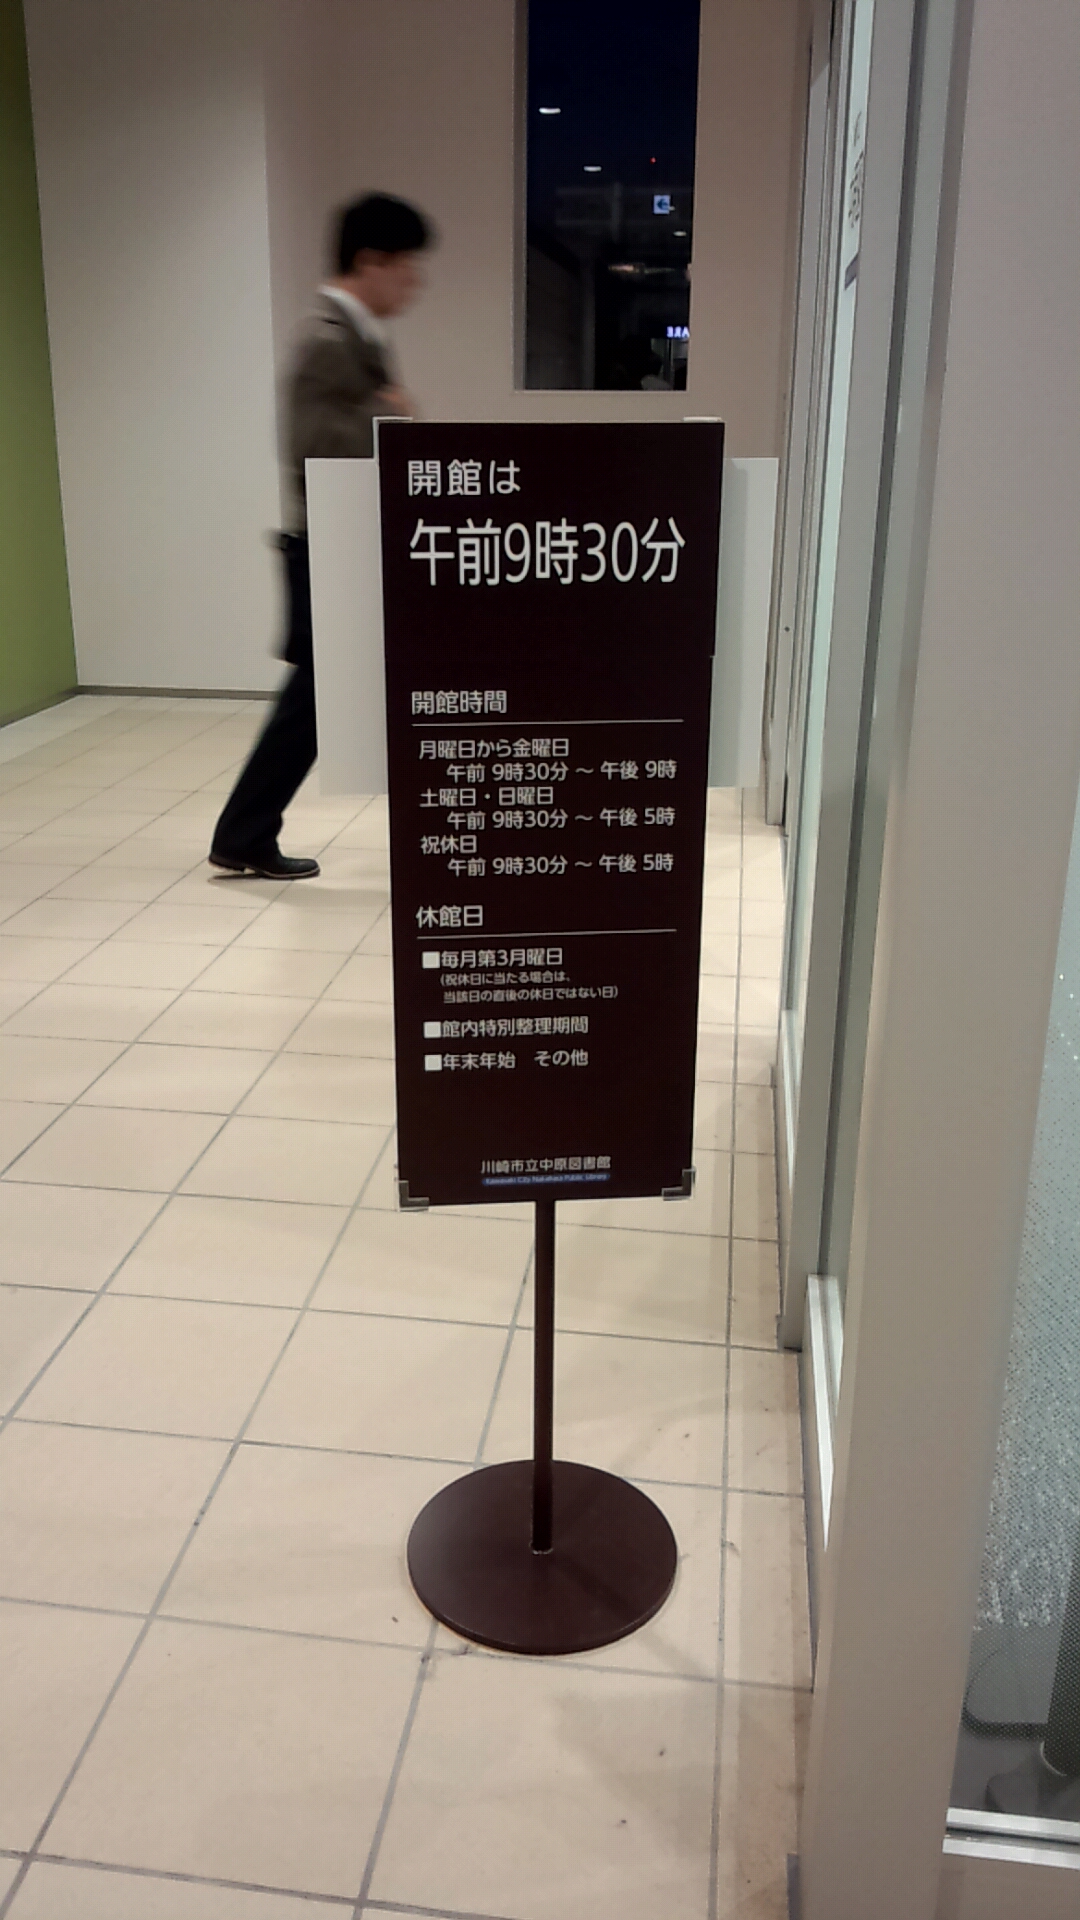 開館は
午前9時30分
開館時間
月曜日から金曜日
午前 9時30分 ～ 午後 9時
土曜日・日曜日
午前 9時30分 ～ 午後 5時
祝休日
午前 9時30分 ～ 午後 5時
休館日
■毎月第3月曜日
（祝休日に当たる場合は、
当該日の直後の休日ではない日）
■館内特別整理期間
■年末年始　その他
川崎市立中原図書館
Kawasaki City Nakahara Public Library